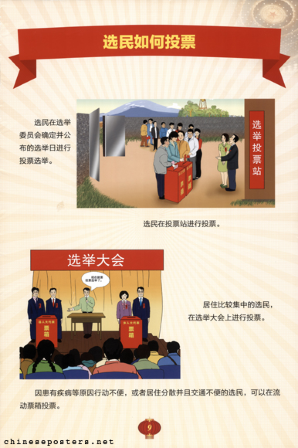 选民如何投票
选民在选举
委员会确定并公
布的选举日进行
投票选举。
选举投票站
选民在投票站进行投票。
选举大会
票箱
票箱
居住比较集中的选民，
在选举大会上进行投票。
因患有疾病等原因行动不便，或者居住分散并且交通不便的选民，可以在流
动票箱投票。
9
chineseposters.net